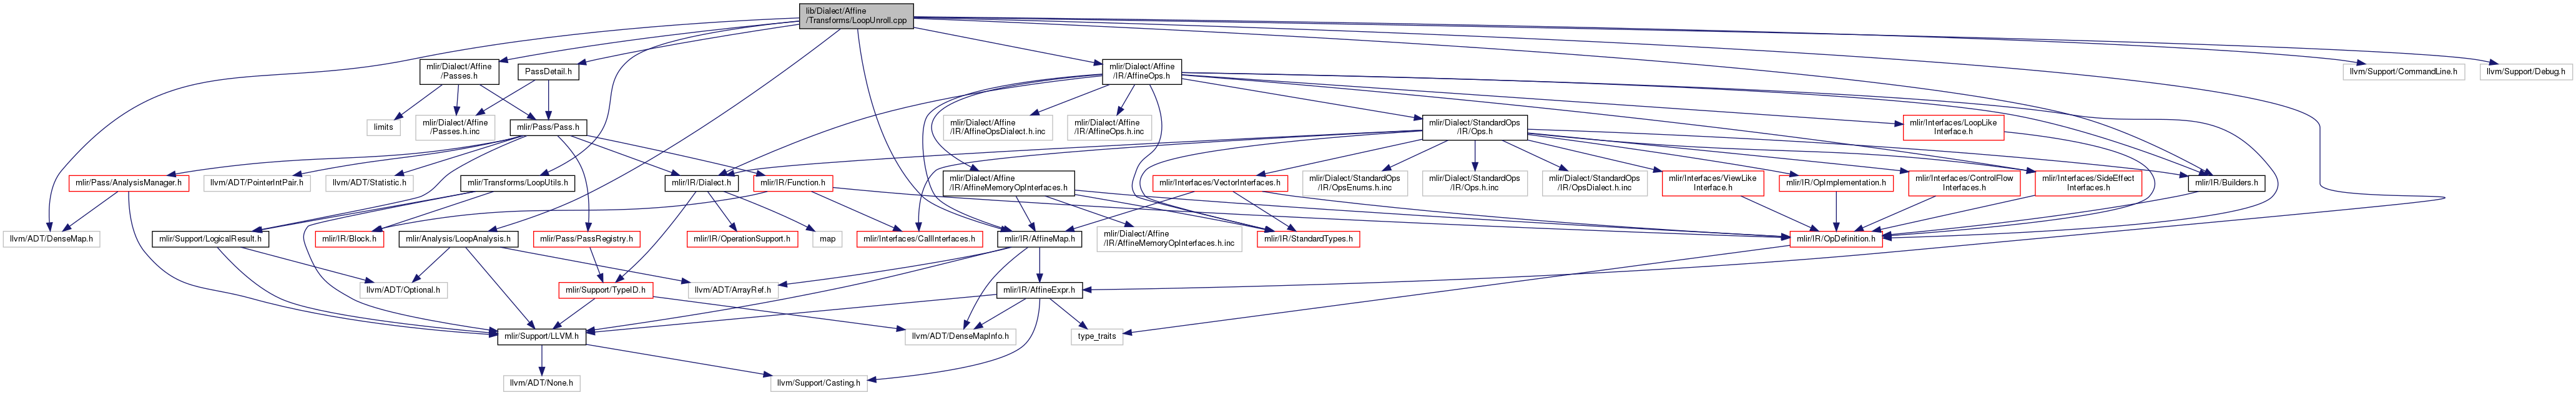 lib/Dialect/Affine
/Transforms/LoopUnroll.cpp
mlir/Dialect/Affine
/Passes.h
PassDetail.h
mlir/Dialect/Affine
/IR/AffineOps.h
llvm/Support/CommandLine.h
llvm/Support/Debug.h
limits
mlir/Dialect/Affine
/Passes.h.inc
mlir/Pass/Pass.h
mlir/Dialect/Affine
/IR/AffineOpsDialect.h.inc
mlir/Dialect/Affine
/IR/AffineOps.h.inc
mlir/Dialect/StandardOps
/IR/Ops.h
mlir/Interfaces/LoopLike
Interface.h
mlir/Pass/AnalysisManager.h
llvm/ADT/PointerIntPair.h
llvm/ADT/Statistic.h
mlir/Transforms/LoopUtils.h
mlir/IR/Dialect.h
mlir/IR/Function.h
mlir/Dialect/Affine
/IR/AffineMemoryOpInterfaces.h
mlir/Interfaces/VectorInterfaces.h
mlir/Dialect/StandardOps
/IR/OpsEnums.h.inc
mlir/Dialect/StandardOps
/IR/Ops.h.inc
mlir/Dialect/StandardOps
/IR/OpsDialect.h.inc
mlir/Interfaces/ViewLike
Interface.h
mlir/IR/OpImplementation.h
mlir/Interfaces/ControlFlow
Interfaces.h
mlir/Interfaces/SideEffect
Interfaces.h
mlir/IR/Builders.h
llvm/ADT/DenseMap.h
mlir/Support/LogicalResult.h
mlir/IR/Block.h
mlir/Analysis/LoopAnalysis.h
mlir/Pass/PassRegistry.h
mlir/IR/OperationSupport.h
map
mlir/Interfaces/CallInterfaces.h
mlir/IR/AffineMap.h
mlir/Dialect/Affine
/IR/AffineMemoryOpInterfaces.h.inc
mlir/IR/StandardTypes.h
mlir/IR/OpDefinition.h
llvm/ADT/Optional.h
mlir/Support/TypeID.h
llvm/ADT/ArrayRef.h
mlir/IR/AffineExpr.h
mlir/Support/LLVM.h
llvm/ADT/DenseMapInfo.h
type_traits
llvm/ADT/None.h
llvm/Support/Casting.h